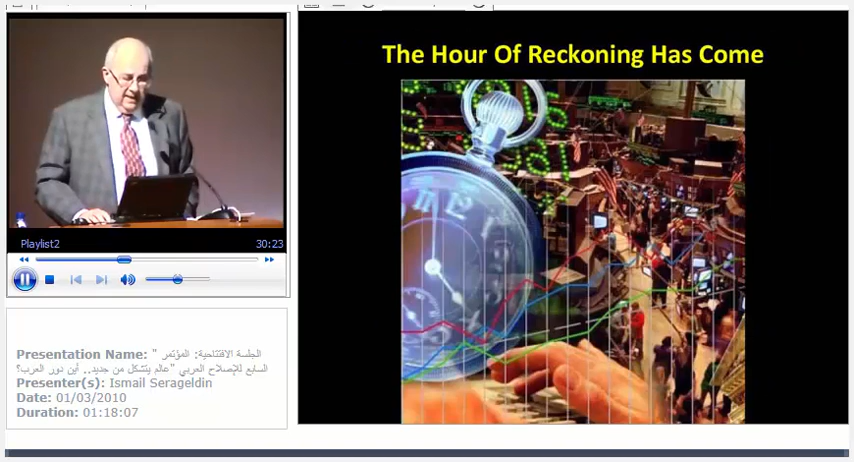 The Hour Of Reckoning Has Come
Playlist2
30:23
Presentation Name: الجلسة الافتتاحية: المؤتمر "
السابع للإصلاح العربي "عالم يتشكل من جديد.. أين دور العرب؟
Presenter(s): Ismail Serageldin
Date: 01/03/2010
Duration: 01:18:07